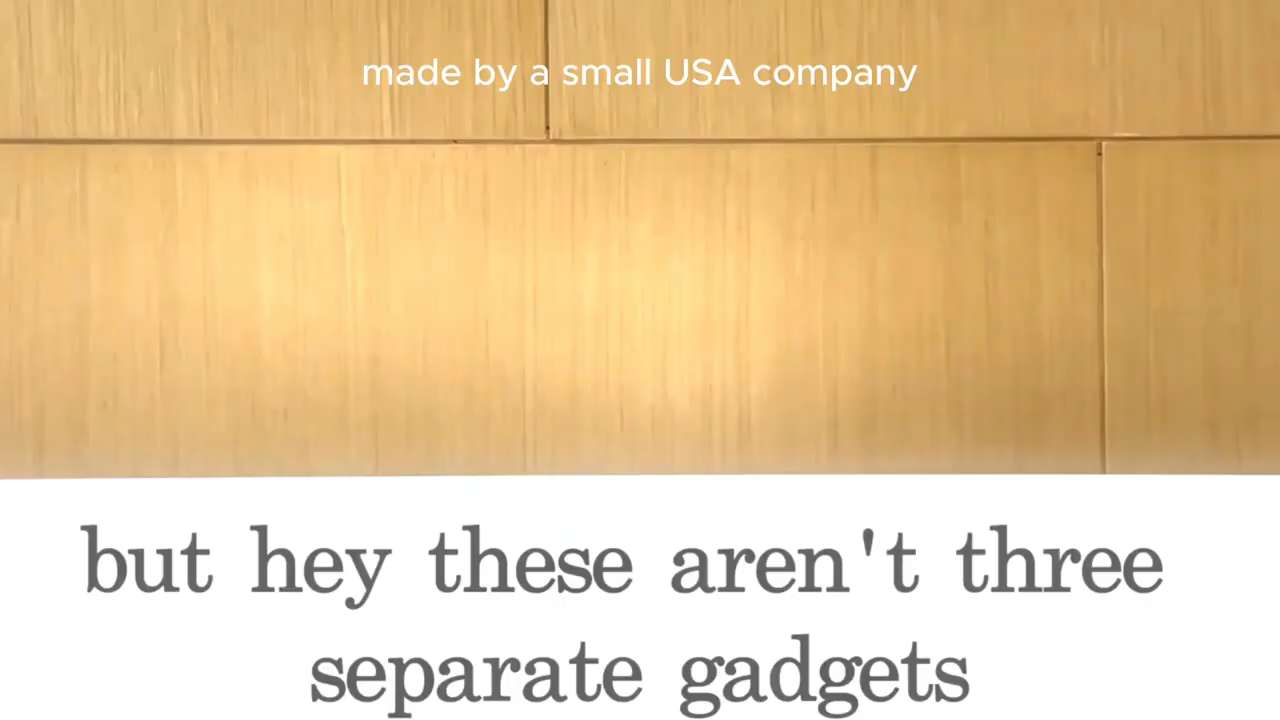 made by a small USA company
but hey these aren't three
separate gadgets